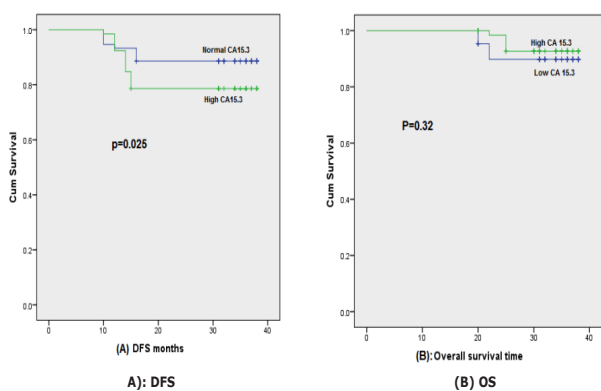 Cum Survival
1.0
0.8
0.6
0.4
0.2
0.0
Normal CA15.3
High CA15.3
p=0.025
0 10 20 30 40
(A) DFS months
A): DFS
Cum Survival
1.0
0.8
0.6
0.4
0.2
0.0
High CA 15.3
Low CA 15.3
P=0.32
0 10 20 30 40
(B): Overall survival time
(B) OS